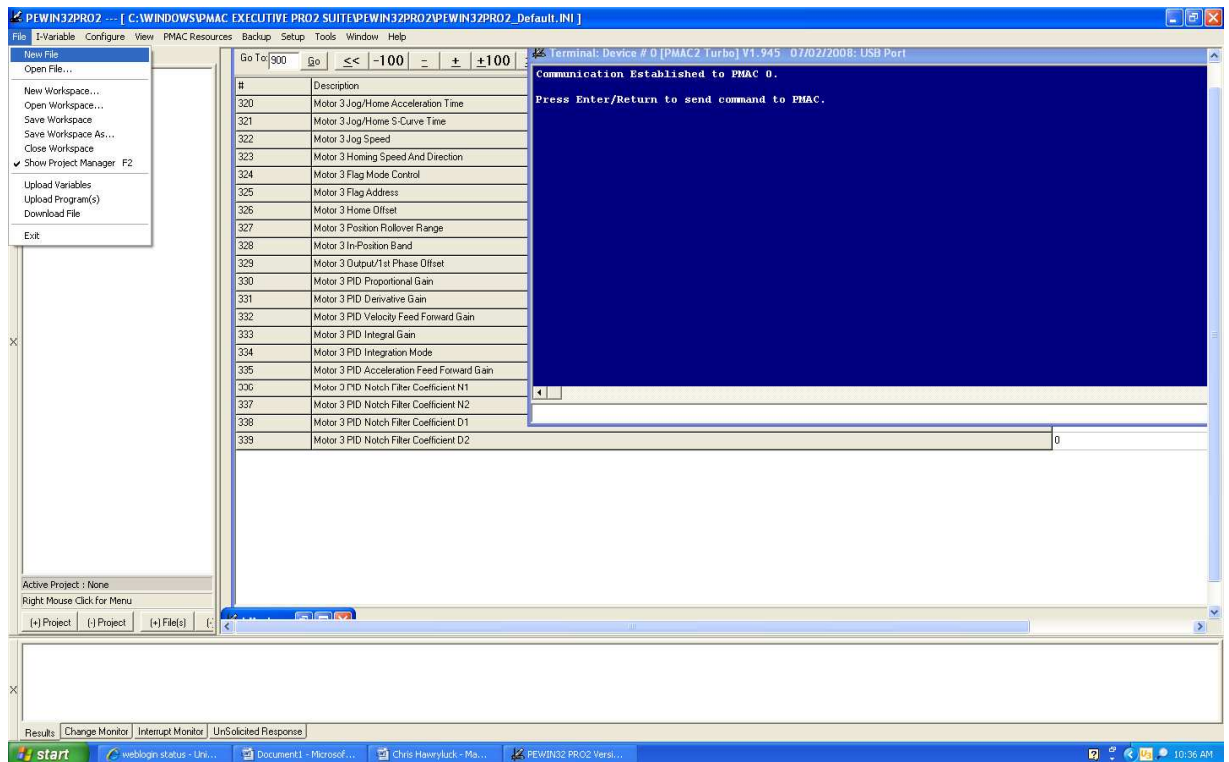 PEWIN32PRO2 --- [ C:\WINDOWS\PMAC EXECUTIVE PRO2 SUITE\PEWIN32PRO2\PEWIN32PRO2_Default.INI ]
File I-Variable Configure View PMAC Resources Backup Setup Tools Window Help
New File
Open File...
New Workspace...
Open Workspace...
Save Workspace
Save Workspace As...
Close Workspace
Show Project Manager F2
Upload Variables
Upload Program(s)
Download File
Exit
Go To: 900 Go << -100 - + +100
# Description
320 Motor 3 Jog/Home Acceleration Time
321 Motor 3 Jog/Home S-Curve Time
322 Motor 3 Jog Speed
323 Motor 3 Homing Speed And Direction
324 Motor 3 Flag Mode Control
325 Motor 3 Flag Address
326 Motor 3 Home Offset
327 Motor 3 Position Rollover Range
328 Motor 3 In-Position Band
329 Motor 3 Output/1st Phase Offset
330 Motor 3 PID Proportional Gain
331 Motor 3 PID Derivative Gain
332 Motor 3 PID Velocity Feed Forward Gain
333 Motor 3 PID Integral Gain
334 Motor 3 PID Integration Mode
335 Motor 3 PID Acceleration Feed Forward Gain
336 Motor 3 PID Notch Filter Coefficient N1
337 Motor 3 PID Notch Filter Coefficient N2
338 Motor 3 PID Notch Filter Coefficient D1
339 Motor 3 PID Notch Filter Coefficient D2 0
Terminal: Device # 0 [PMAC2 Turbo] V1.945 07/02/2008: USB Port
Communication Established to PMAC 0.
Press Enter/Return to send command to PMAC.
Active Project : None
Right Mouse Click for Menu
(+) Project (-) Project (+) File(s)
Results Change Monitor Interrupt Monitor UnSolicited Response
start weblogin status - Uni... Document1 - Microsof... Chris Hawryluck - Ma... PEWIN32 PRO2 Versi... 10:36 AM